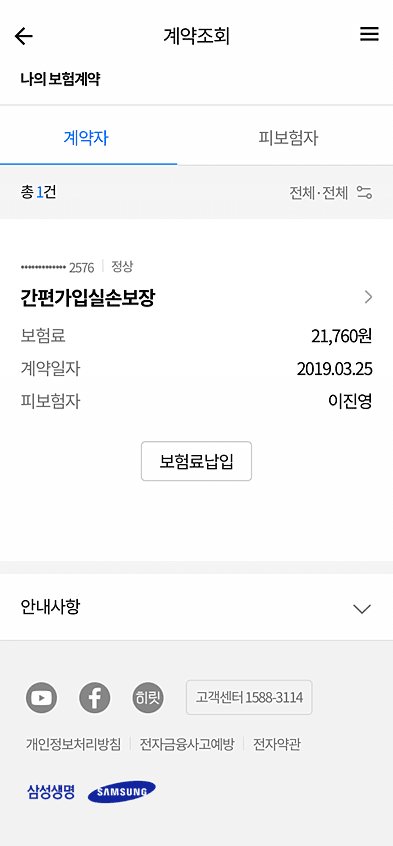 계약조회
나의 보험계약
계약자 피보험자
총 1건 전체·전체
••••••••••••• 2576 정상
간편가입실손보장
보험료 21,760원
계약일자 2019.03.25
피보험자 이진영
보험료납입
안내사항
히릿 고객센터 1588-3114
개인정보처리방침 전자금융사고예방 전자약관
삼성생명 SAMSUNG